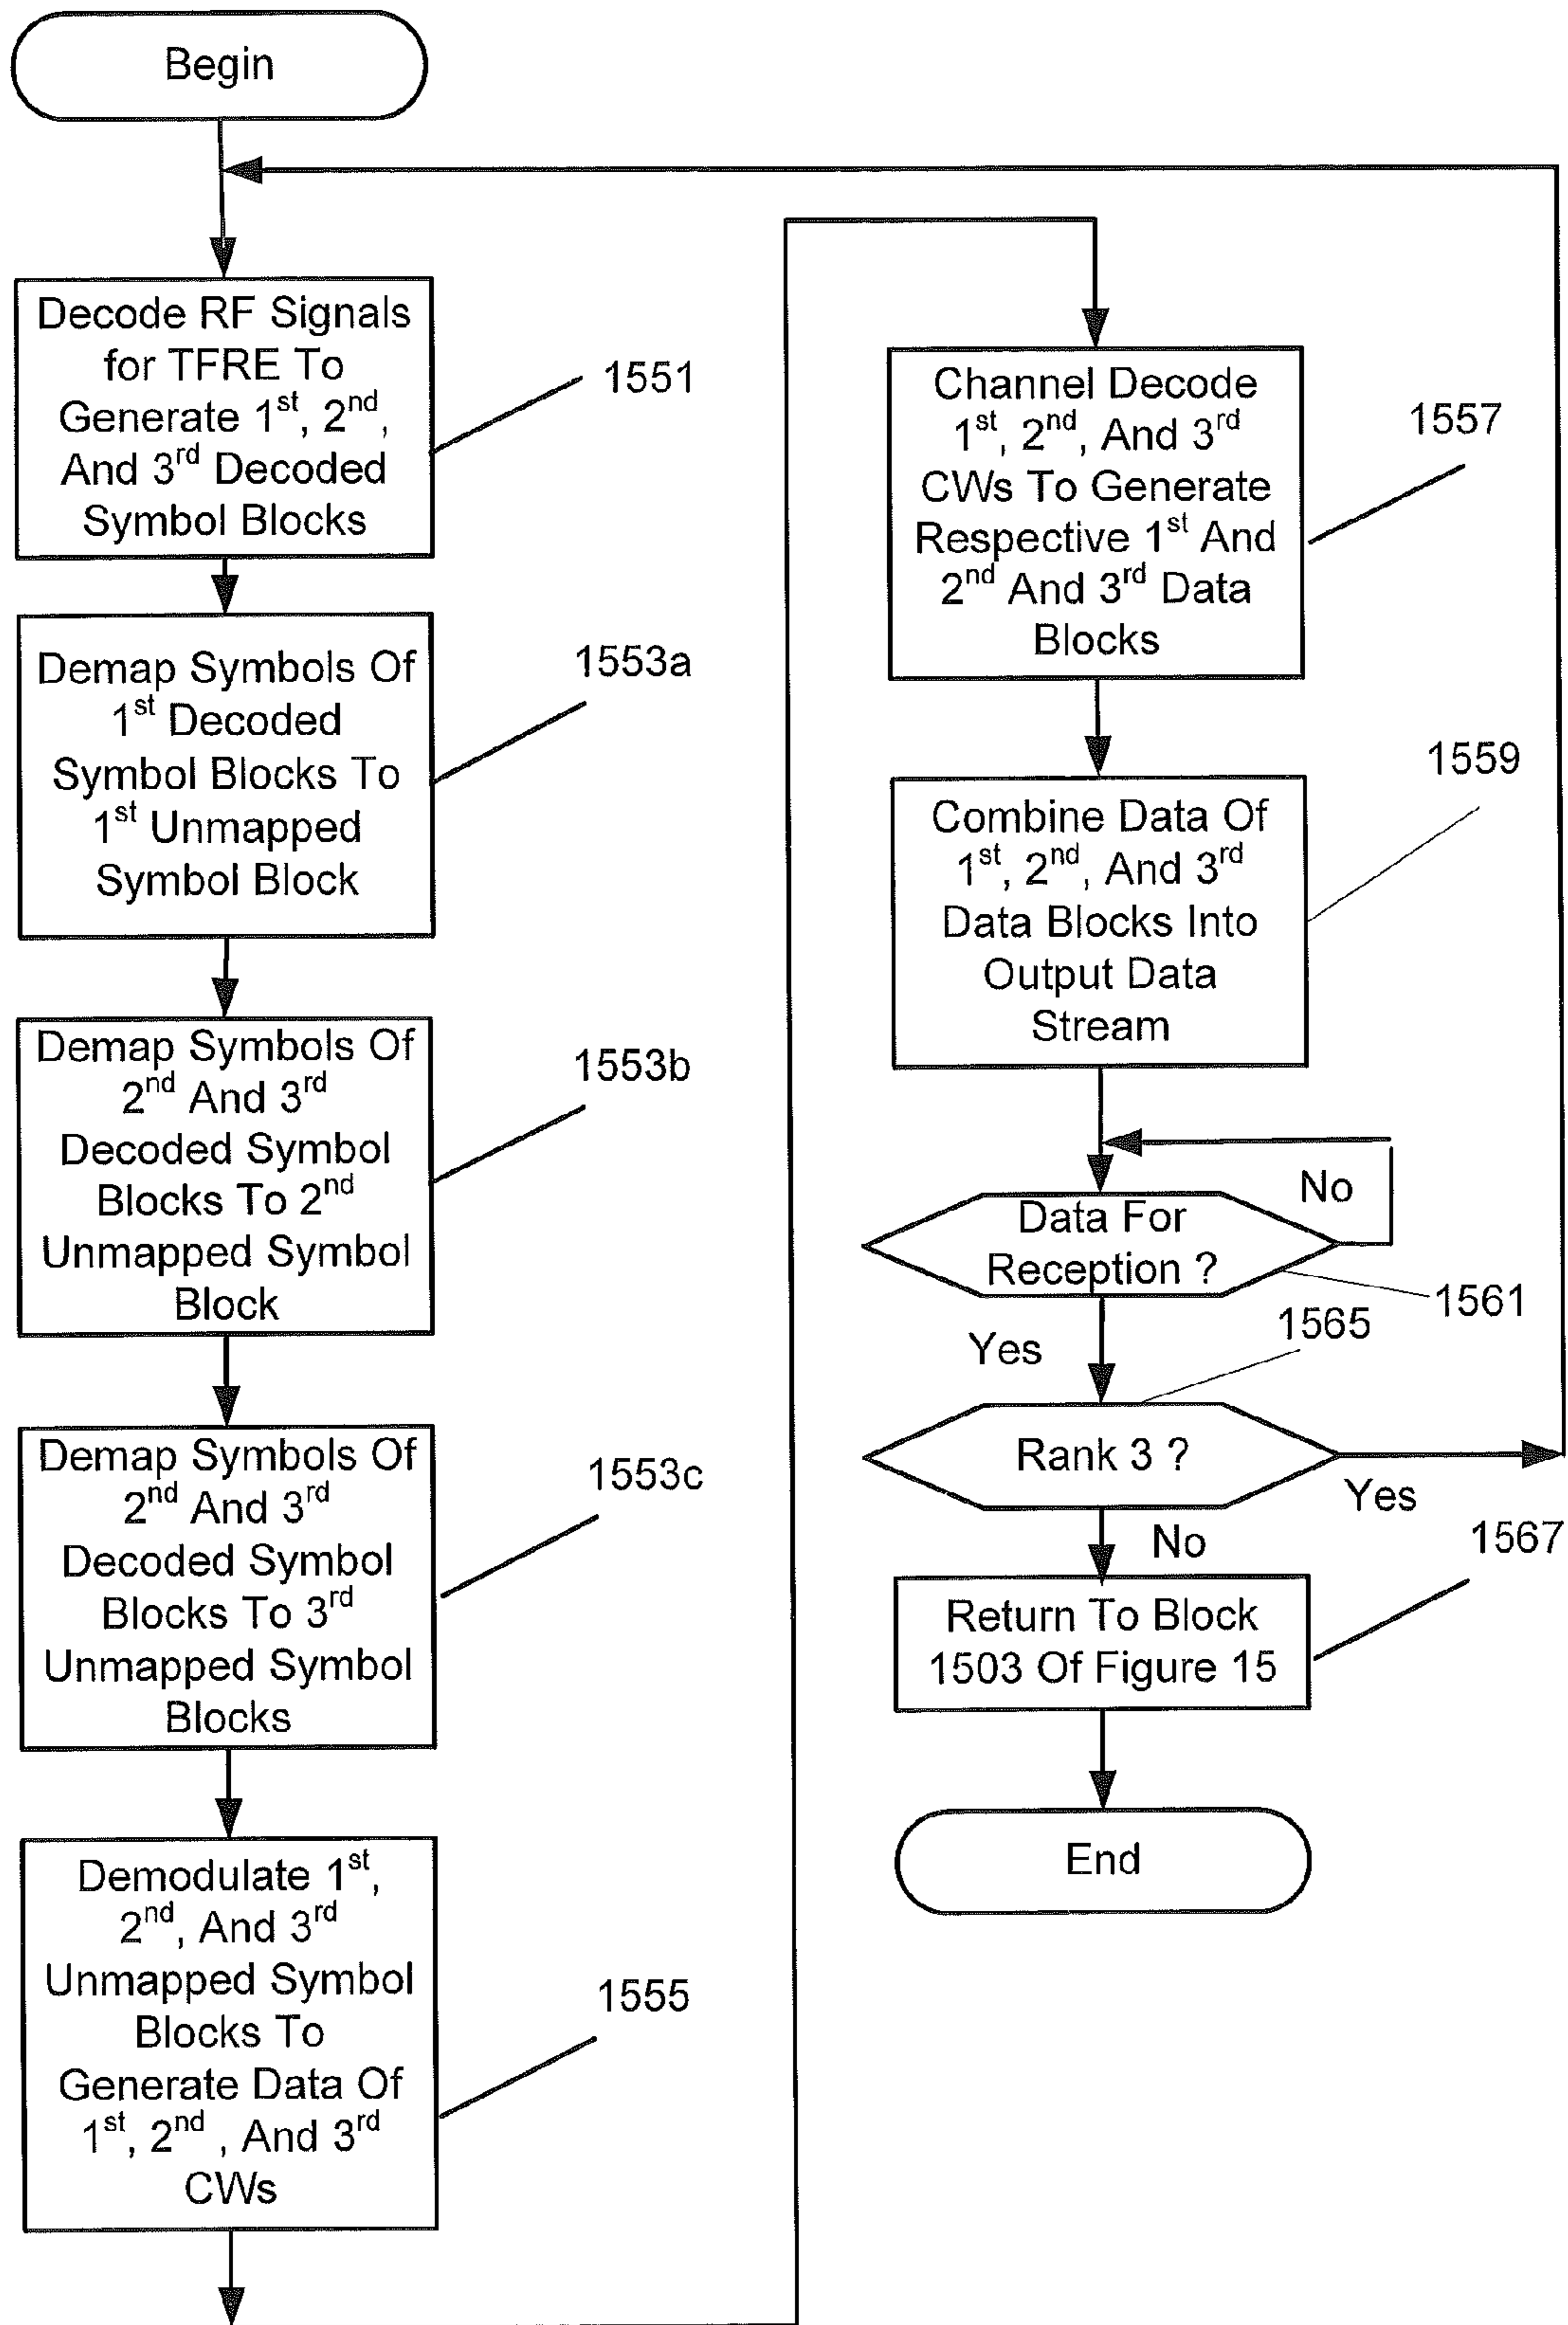 Begin
Decode RF Signals
for TFRE To
Generate 1st, 2nd,
And 3rd Decoded
Symbol Blocks
1551
Demap Symbols Of
1st Decoded
Symbol Blocks To
1st Unmapped
Symbol Block
1553a
Demap Symbols Of
2nd And 3rd
Decoded Symbol
Blocks To 2nd
Unmapped Symbol
Block
1553b
Demap Symbols Of
2nd And 3rd
Decoded Symbol
Blocks To 3rd
Unmapped Symbol
Blocks
1553c
Demodulate 1st,
2nd, And 3rd
Unmapped Symbol
Blocks To
Generate Data Of
1st, 2nd , And 3rd
CWs
1555
Channel Decode
1st, 2nd, And 3rd
CWs To Generate
Respective 1st And
2nd And 3rd Data
Blocks
1557
Combine Data Of
1st, 2nd, And 3rd
Data Blocks Into
Output Data
Stream
1559
Data For
Reception ?
No
1561
Yes
1565
Rank 3 ?
Yes
No
1567
Return To Block
1503 Of Figure 15
End